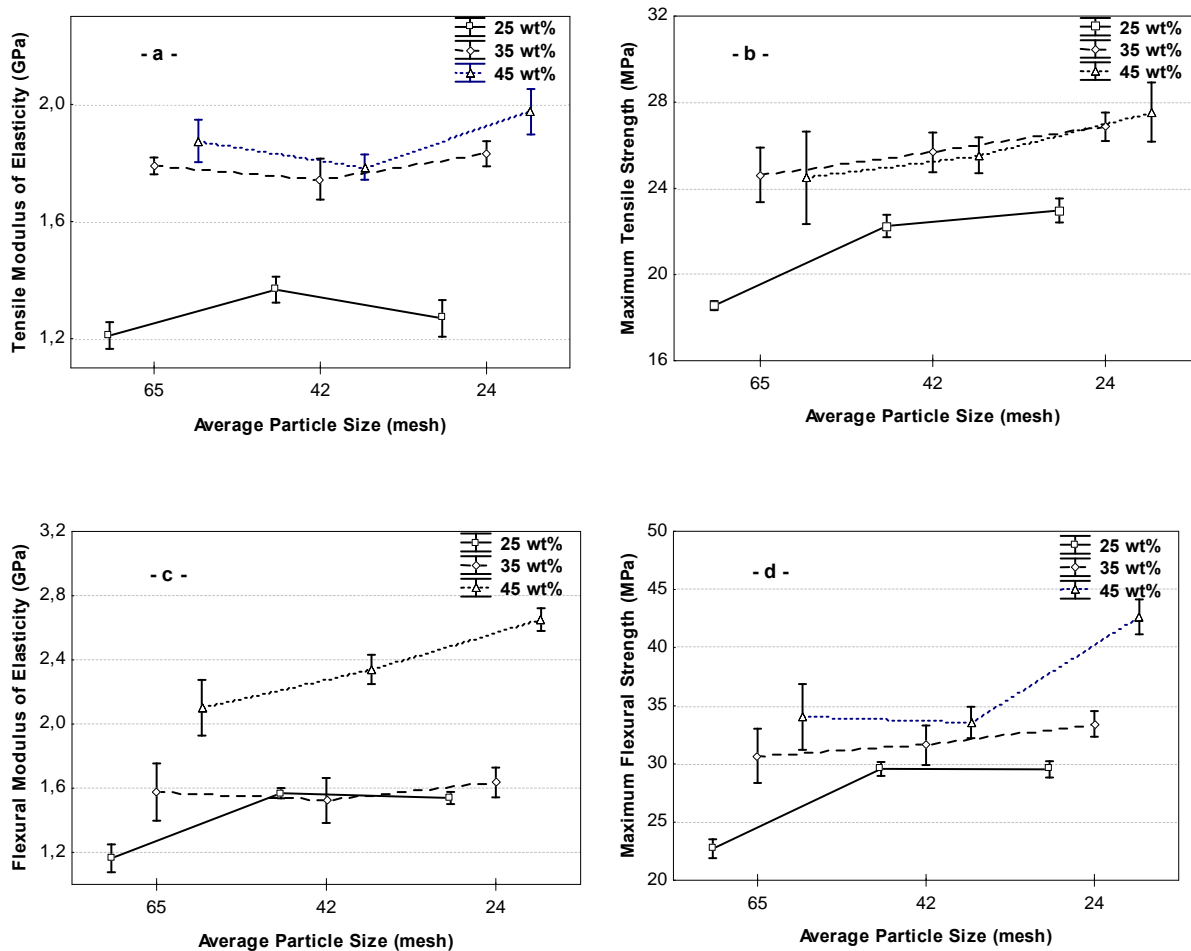 - a -
25 wt%
35 wt%
45 wt%
Tensile Modulus of Elasticity (GPa)
2,0
1,6
1,2
65 42 24
Average Particle Size (mesh)
- b -
25 wt%
35 wt%
45 wt%
Maximum Tensile Strength (MPa)
32
28
24
20
16
65 42 24
Average Particle Size (mesh)
- c -
25 wt%
35 wt%
45 wt%
Flexural Modulus of Elasticity (GPa)
3,2
2,8
2,4
2,0
1,6
1,2
65 42 24
Average Particle Size (mesh)
- d -
25 wt%
35 wt%
45 wt%
Maximum Flexural Strength (MPa)
50
45
40
35
30
25
20
65 42 24
Average Particle Size (mesh)